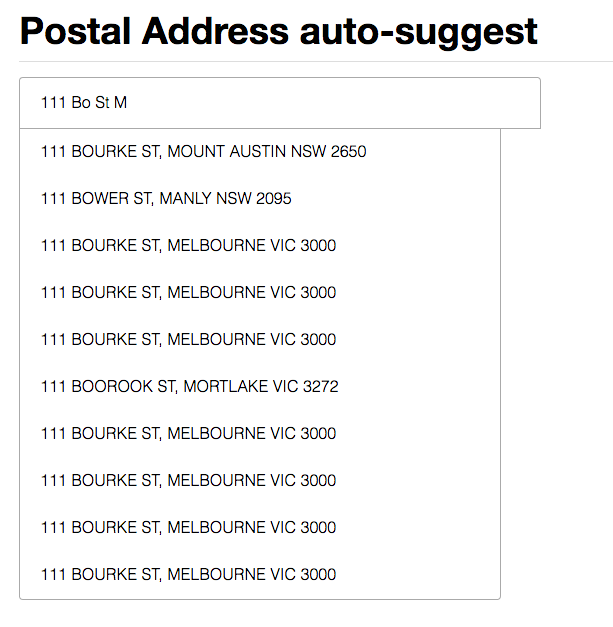 Postal Address auto-suggest
111 Bo St M
111 BOURKE ST, MOUNT AUSTIN NSW 2650
111 BOWER ST, MANLY NSW 2095
111 BOURKE ST, MELBOURNE VIC 3000
111 BOURKE ST, MELBOURNE VIC 3000
111 BOURKE ST, MELBOURNE VIC 3000
111 BOOROOK ST, MORTLAKE VIC 3272
111 BOURKE ST, MELBOURNE VIC 3000
111 BOURKE ST, MELBOURNE VIC 3000
111 BOURKE ST, MELBOURNE VIC 3000
111 BOURKE ST, MELBOURNE VIC 3000